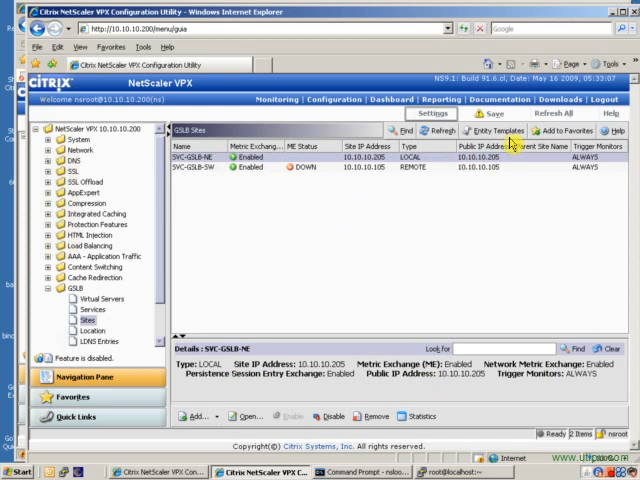 Citrix NetScaler VPX Configuration Utility - Windows Internet Explorer
http://10.10.10.200/menu/guia
Google
File Edit View Favorites Tools Help
Citrix NetScaler VPX Configuration Utility
Page Tools
CITRIX NetScaler VPX
NS9.1: Build 91.6.cl, Date: May 16 2009, 05:33:07
Welcome nsroot@10.10.10.200(ns)
Monitoring | Configuration | Dashboard | Reporting | Documentation | Downloads | Logout
Settings Save Refresh All Help
NetScaler VPX 10.10.10.200
System
Network
DNS
SSL
SSL Offload
AppExpert
Compression
Integrated Caching
Protection Features
HTML Injection
Load Balancing
AAA - Application Traffic
Content Switching
Cache Redirection
GSLB
Virtual Servers
Services
Sites
Location
LDNS Entries
Feature is disabled.
Navigation Pane
Favorites
Quick Links
GSLB Sites
Find Refresh Entity Templates Add to Favorites Help
Name Metric Exchang... ME Status Site IP Address Type Public IP Address Parent Site Name Trigger Monitors
SVC-GSLB-NE Enabled 10.10.10.205 LOCAL 10.10.10.205 ALWAYS
SVC-GSLB-SW Enabled DOWN 10.10.10.105 REMOTE 10.10.10.105 ALWAYS
Details : SVC-GSLB-NE
Look for Find Clear
Type: LOCAL Site IP Address: 10.10.10.205 Metric Exchange (ME): Enabled Network Metric Exchange: Enabled
Persistence Session Entry Exchange: Enabled Public IP Address: 10.10.10.205 Trigger Monitors: ALWAYS
Add... Open... Enable Disable Remove Statistics
Ready 2 Items nsroot
Copyright(©) Citrix Systems, Inc. All rights reserved.
Internet
Start
Citrix NetScaler VPX Con...
Citrix NetScaler VPX C...
Command Prompt - nsloo...
root@localhost:~